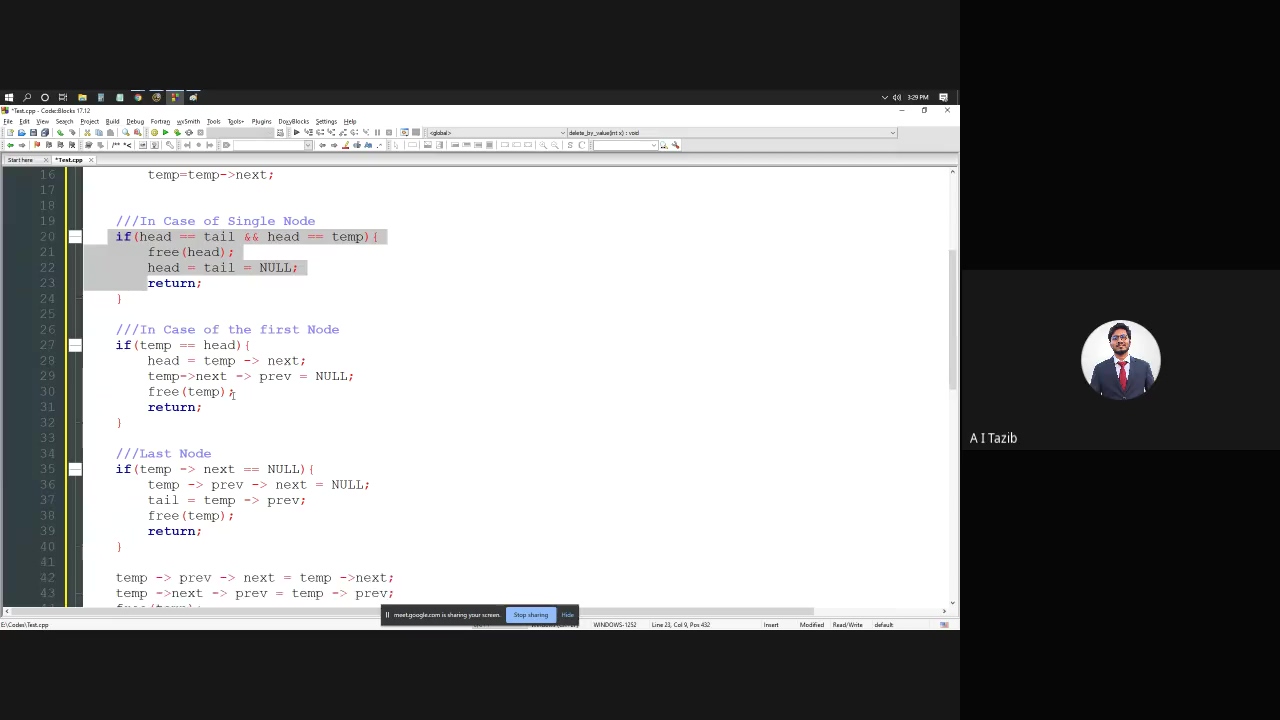 3:29 PM
*Test.cpp - Code::Blocks 17.12
File Edit View Search Project Build Debug Fortran wxSmith Tools Tools+ Plugins DoxyBlocks Settings Help
<global>
delete_by_value(int x) : void
Start here
*Test.cpp
16 temp=temp->next;
17
18
19 ///In Case of Single Node
20 if(head == tail && head == temp){
21 free(head);
22 head = tail = NULL;
23 return;
24 }
25
26 ///In Case of the first Node
27 if(temp == head){
28 head = temp -> next;
29 temp->next -> prev = NULL;
30 free(temp);
31 return;
32 }
33
34 ///Last Node
35 if(temp -> next == NULL){
36 temp -> prev -> next = NULL;
37 tail = temp -> prev;
38 free(temp);
39 return;
40 }
41
42 temp -> prev -> next = temp ->next;
43 temp ->next -> prev = temp -> prev;
meet.google.com is sharing your screen.
Stop sharing
Hide
E:\Codes\Test.cpp
WINDOWS-1252
Line 23, Col 9, Pos 432
Insert
Modified
Read/Write
default
A I Tazib